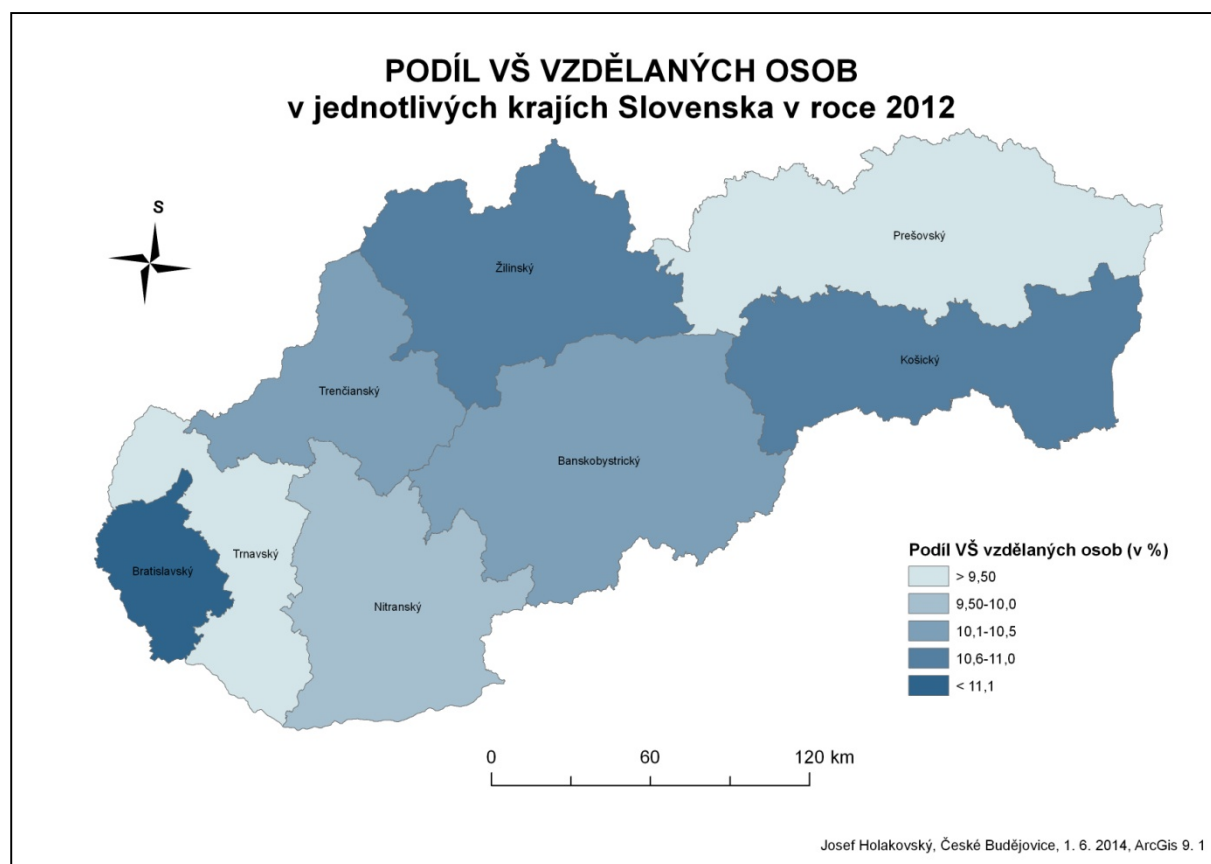 PODÍL VŠ VZDĚLANÝCH OSOB
v jednotlivých krajích Slovenska v roce 2012
S
Prešovský
Žilinský
Košický
Trenčianský
Banskobystrický
Trnavský
Bratislavský
Nitranský
Podíl VŠ vzdělaných osob (v %)
> 9,50
9,50-10,0
10,1-10,5
10,6-11,0
< 11,1
0 60 120 km
Josef Holakovský, České Budějovice, 1. 6. 2014, ArcGis 9. 1